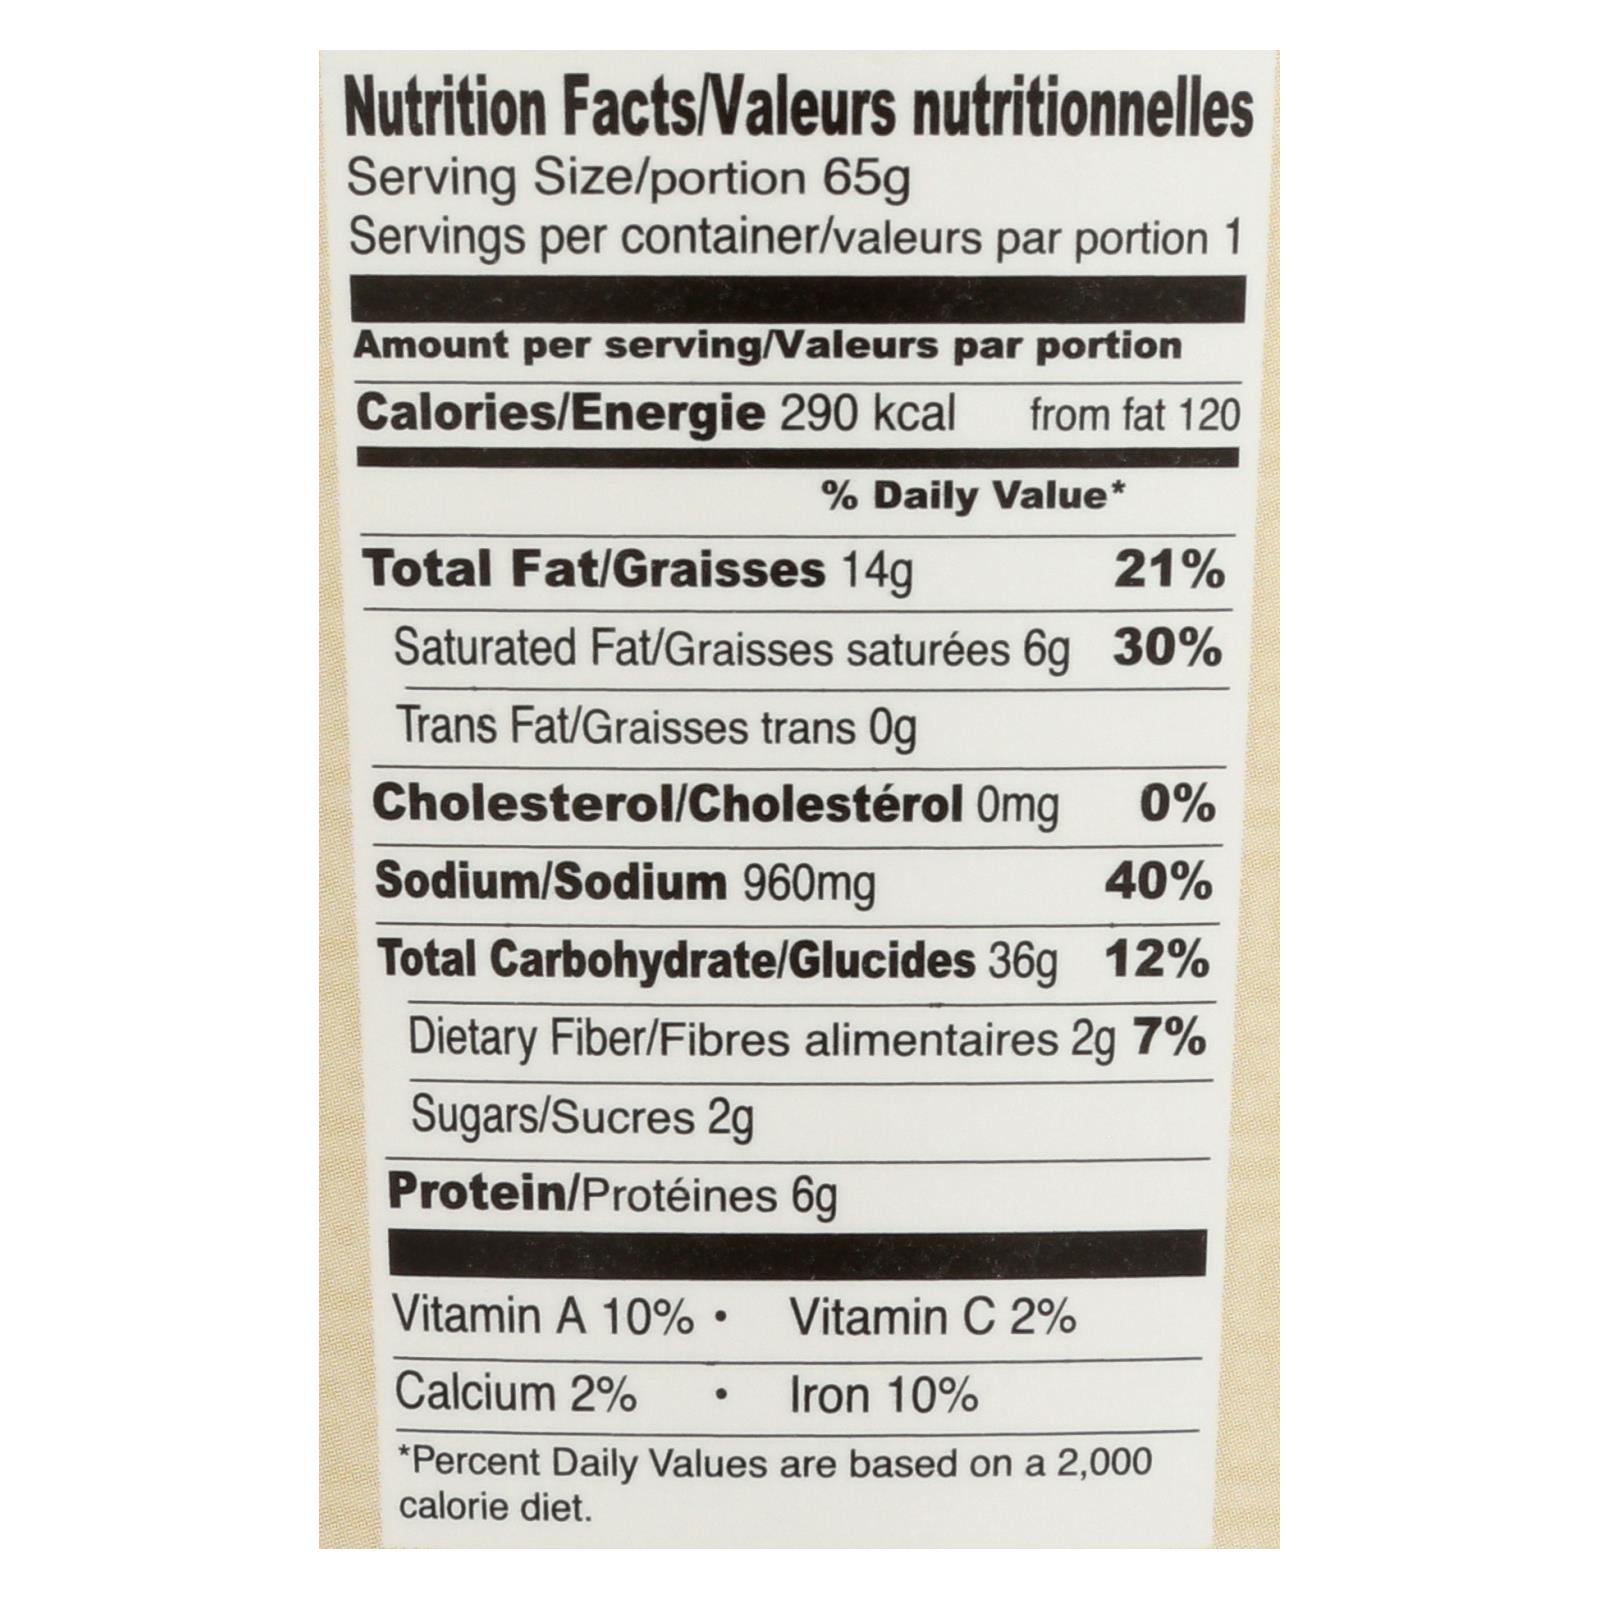 Nutrition Facts/Valeurs nutritionnelles
Serving Size/portion 65g
Servings per container/valeurs par portion 1
Amount per serving/Valeurs par portion
Calories/Energie 290 kcal from fat 120
% Daily Value*
Total Fat/Graisses 14g 21%
Saturated Fat/Graisses saturées 6g 30%
Trans Fat/Graisses trans 0g
Cholesterol/Cholestérol 0mg 0%
Sodium/Sodium 960mg 40%
Total Carbohydrate/Glucides 36g 12%
Dietary Fiber/Fibres alimentaires 2g 7%
Sugars/Sucres 2g
Protein/Protéines 6g
Vitamin A 10% • Vitamin C 2%
Calcium 2% • Iron 10%
*Percent Daily Values are based on a 2,000
calorie diet.